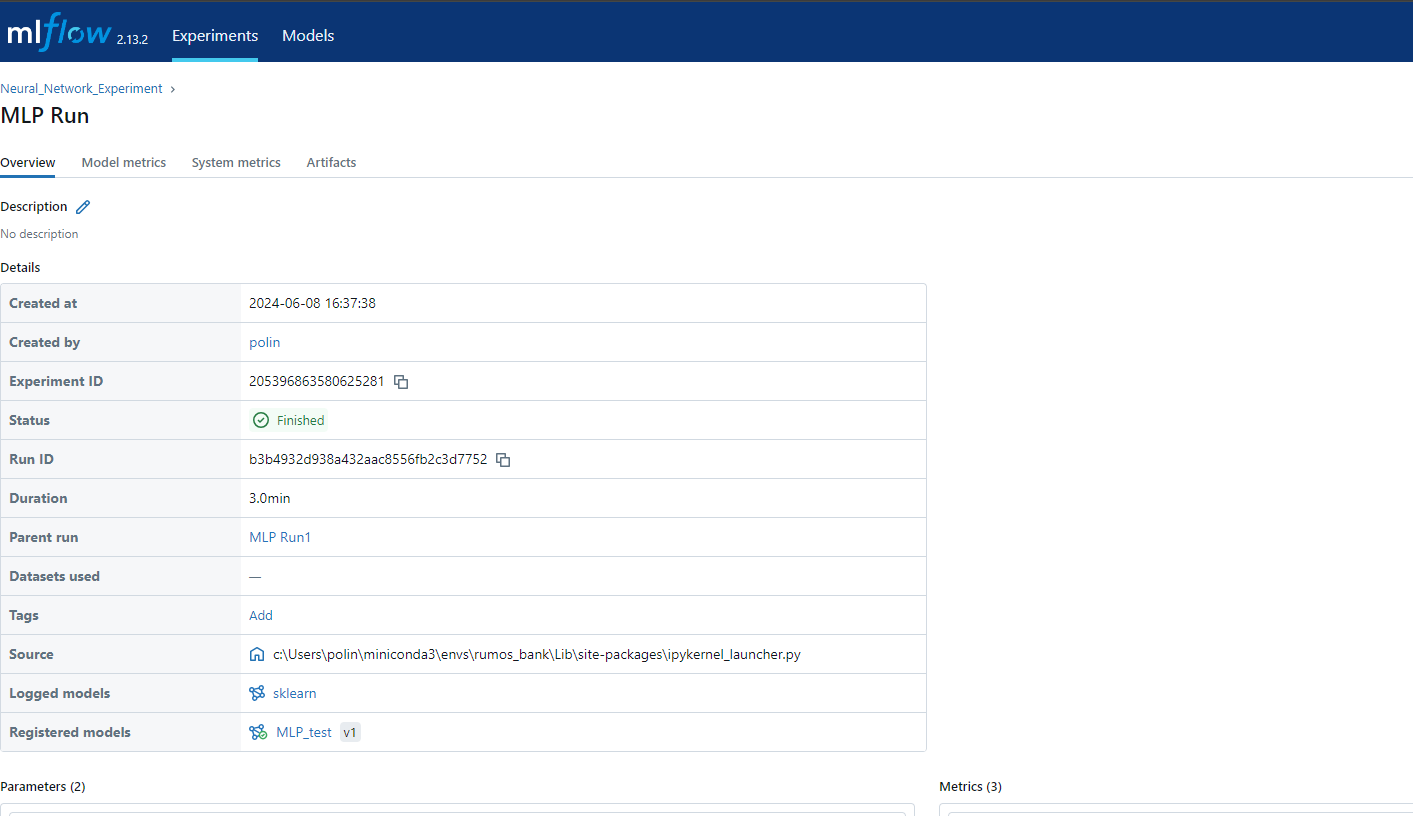 mlflow 2.13.2 Experiments Models
Neural_Network_Experiment ›
MLP Run
Overview Model metrics System metrics Artifacts
Description
No description
Details
Created at 2024-06-08 16:37:38
Created by polin
Experiment ID 205396863580625281
Status Finished
Run ID b3b4932d938a432aac8556fb2c3d7752
Duration 3.0min
Parent run MLP Run1
Datasets used —
Tags Add
Source c:\Users\polin\miniconda3\envs\rumos_bank\Lib\site-packages\ipykernel_launcher.py
Logged models sklearn
Registered models MLP_test v1
Parameters (2) Metrics (3)